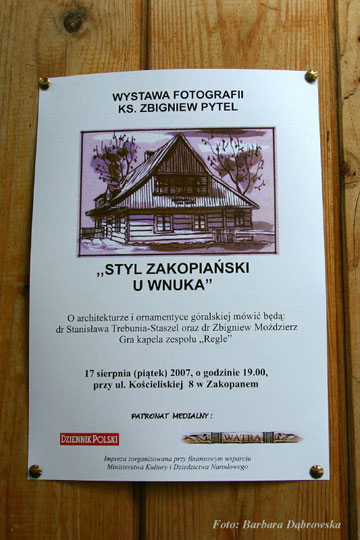 WYSTAWA FOTOGRAFII
KS. ZBIGNIEW PYTEL
,,STYL ZAKOPIAŃSKI
U WNUKA”
O architekturze i ornamentyce góralskiej mówić będą:
dr Stanisława Trebunia-Staszel oraz dr Zbigniew Moździerz
Gra kapela zespołu „Regle”
17 sierpnia (piątek) 2007, o godzinie 19.00,
przy ul. Kościeliskiej 8 w Zakopanem
PATRONAT MEDIALNY :
DZIENNIK POLSKI
WATRA
Impreza zorganizowana przy finansowym wsparciu
Ministerstwa Kultury i Dziedzictwa Narodowego
Foto: Barbara Dąbrowska